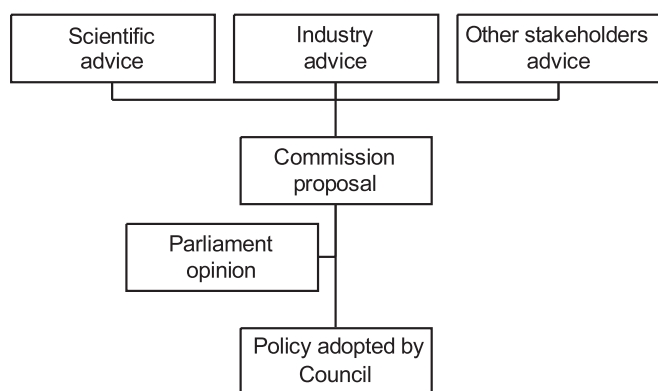 Scientific
advice
Industry
advice
Other stakeholders
advice
Commission
proposal
Parliament
opinion
Policy adopted by
Council